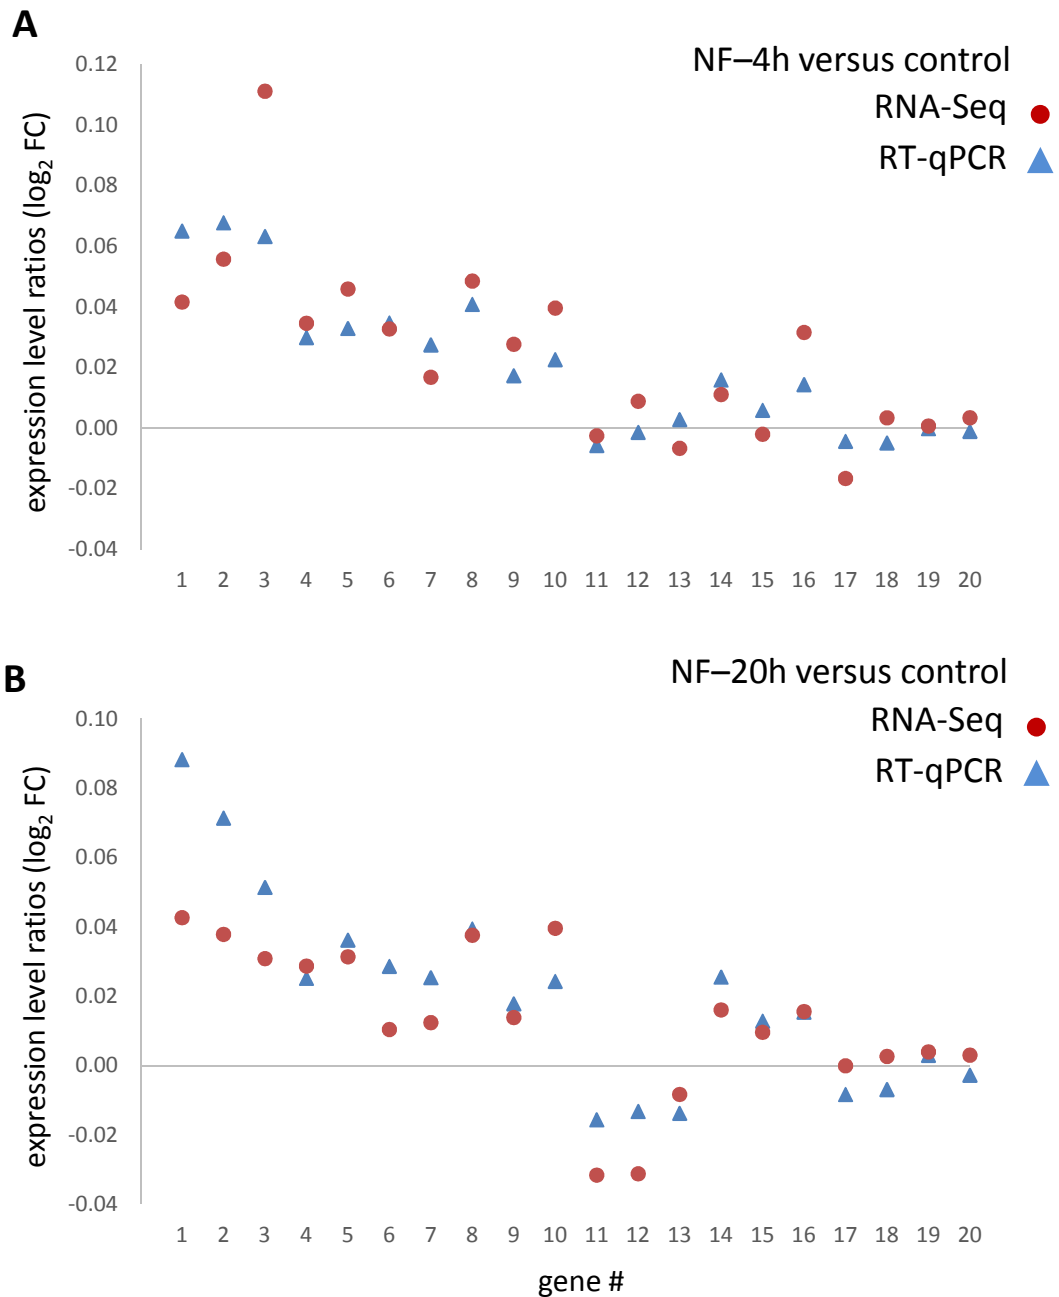 A
NF–4h versus control
RNA-Seq
RT-qPCR
expression level ratios (log2 FC)
0.12
0.10
0.08
0.06
0.04
0.02
0.00
-0.02
-0.04
1 2 3 4 5 6 7 8 9 10 11 12 13 14 15 16 17 18 19 20
B
NF–20h versus control
RNA-Seq
RT-qPCR
expression level ratios (log2 FC)
0.10
0.08
0.06
0.04
0.02
0.00
-0.02
-0.04
1 2 3 4 5 6 7 8 9 10 11 12 13 14 15 16 17 18 19 20
gene #